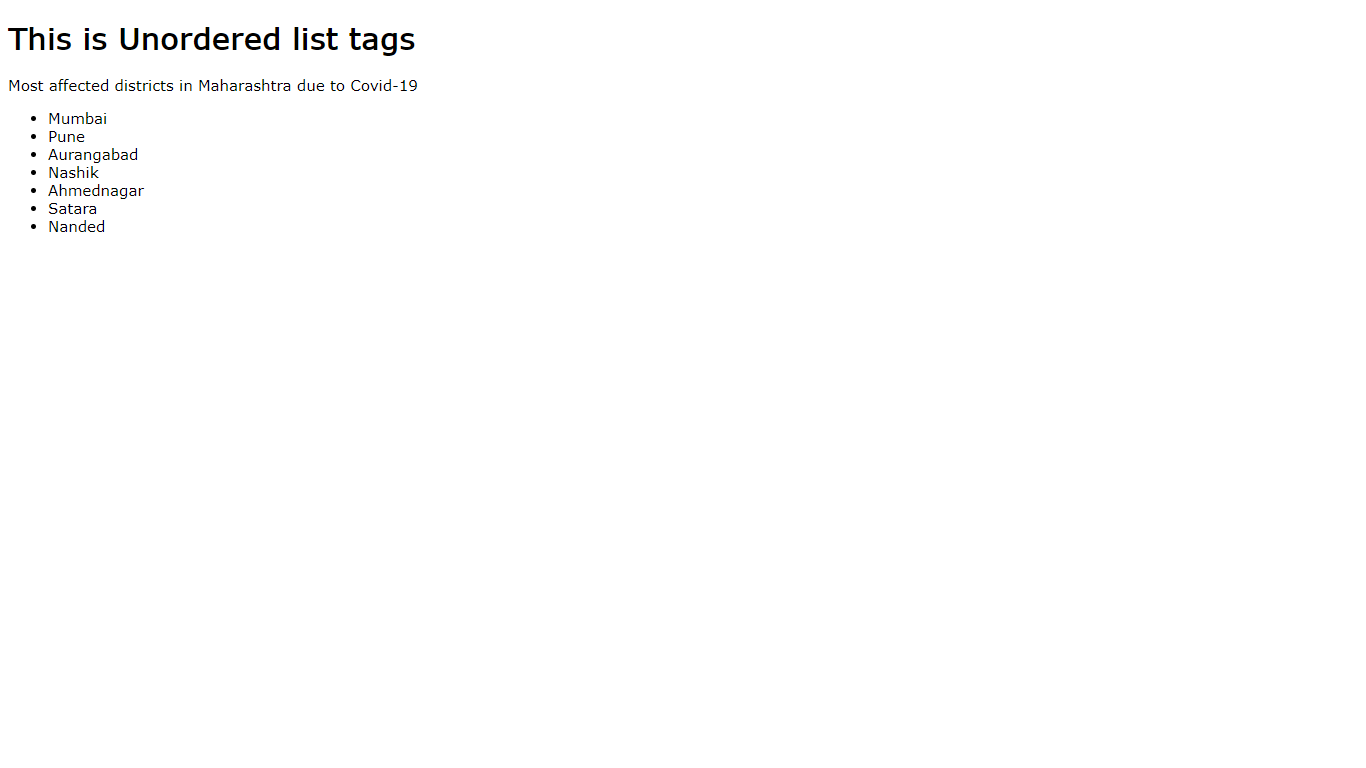 This is Unordered list tags
Most affected districts in Maharashtra due to Covid-19
• Mumbai
• Pune
• Aurangabad
• Nashik
• Ahmednagar
• Satara
• Nanded